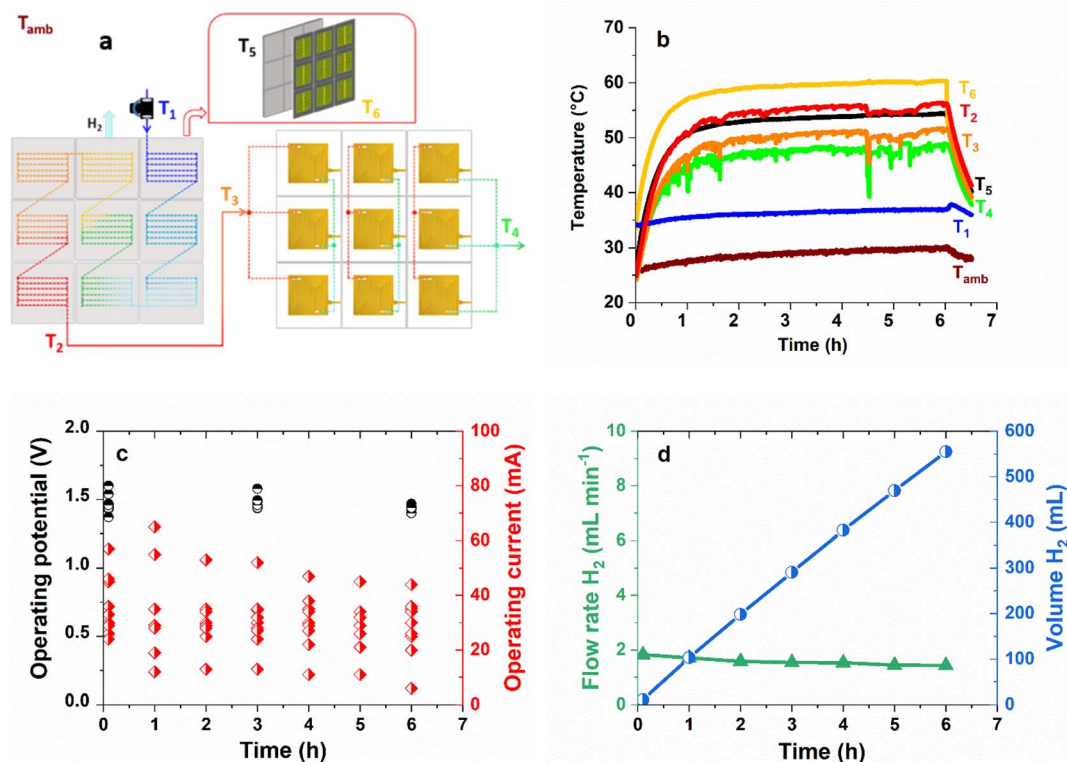 T_amb
a
T₅
T₆
T₁
H₂
T₃
T₄
T₂
b
Temperature (°C)
70
60
50
40
30
20
T₆
T₂
T₃
T₅
T₄
T₁
T_amb
0 1 2 3 4 5 6 7
Time (h)
c
Operating potential (V)
2.0
1.5
1.0
0.5
0.0
Operating current (mA)
100
80
60
40
20
0
0 1 2 3 4 5 6 7
Time (h)
d
Flow rate H₂ (mL min⁻¹)
10
8
6
4
2
0
Volume H₂ (mL)
600
500
400
300
200
100
0
0 1 2 3 4 5 6 7
Time (h)